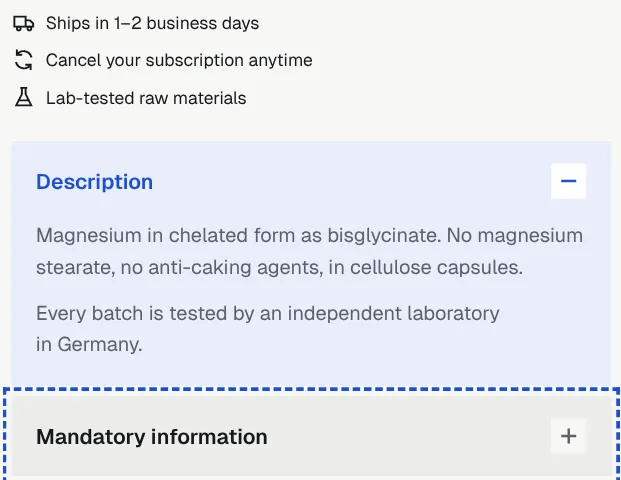 Ships in 1–2 business days
Cancel your subscription anytime
Lab-tested raw materials
Description
Magnesium in chelated form as bisglycinate. No magnesium
stearate, no anti-caking agents, in cellulose capsules.
Every batch is tested by an independent laboratory
in Germany.
Mandatory information